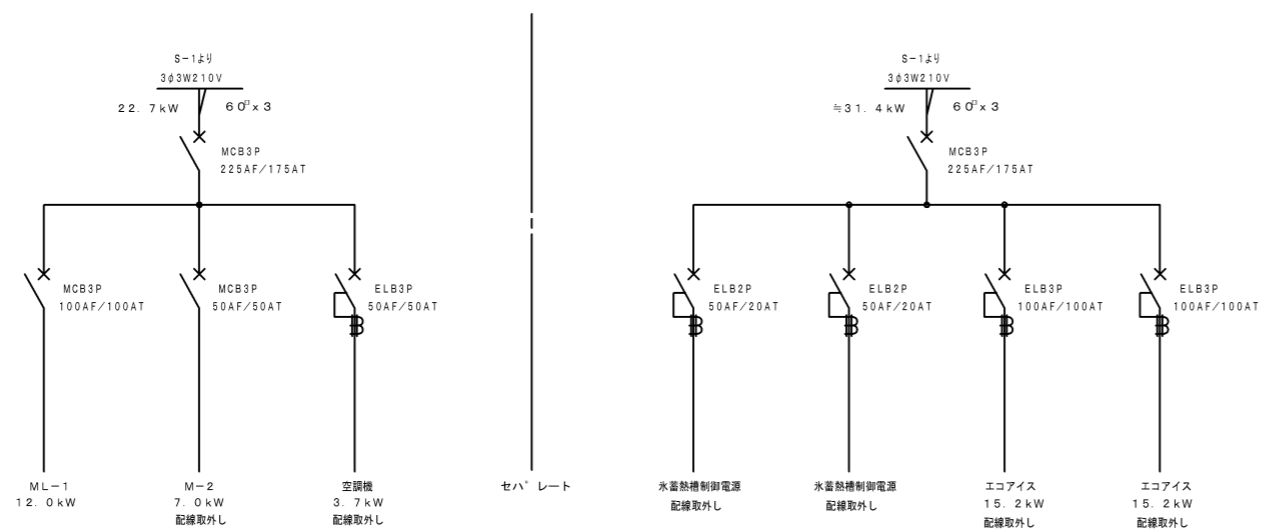 S-1より
3φ3W210V
22.7kW
60□x3
MCB3P
225AF/175AT
MCB3P
100AF/100AT
MCB3P
50AF/50AT
ELB3P
50AF/50AT
ML-1
12.0kW
M-2
7.0kW
配線取外し
空調機
3.7kW
配線取外し
セパレート
S-1より
3φ3W210V
≒31.4kW
60□x3
MCB3P
225AF/175AT
ELB2P
50AF/20AT
ELB2P
50AF/20AT
ELB3P
100AF/100AT
ELB3P
100AF/100AT
氷蓄熱槽制御電源
配線取外し
氷蓄熱槽制御電源
配線取外し
エコアイス
15.2kW
配線取外し
エコアイス
15.2kW
配線取外し